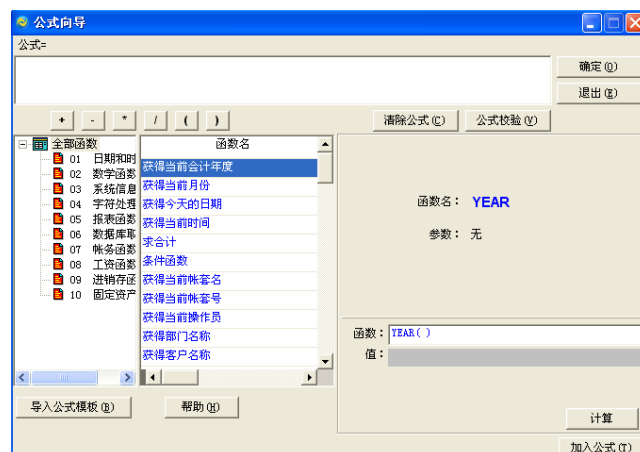 公式向导
公式=
确定(O)
退出(E)
+ - * / ( )
清除公式(C) 公式校验(V)
全部函数
01 日期和时
02 数学函数
03 系统信息
04 字符处理
05 报表函数
06 数据库取
07 帐务函数
08 工资函数
09 进销存函
10 固定资产
函数名
获得当前会计年度
获得当前月份
获得今天的日期
获得当前时间
求合计
条件函数
获得当前帐套名
获得当前帐套号
获得当前操作员
获得部门名称
获得客户名称
函数名： YEAR
参数： 无
函数： YEAR( )
值：
导入公式模板(B) 帮助(H)
计算
加入公式(T)